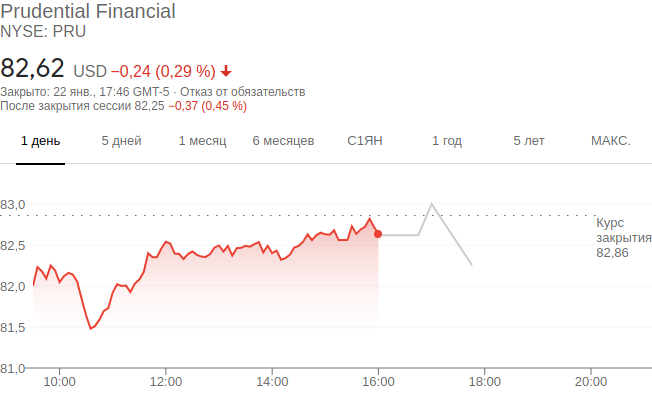 Prudential Financial
NYSE: PRU
82,62 USD −0,24 (0,29 %)
Закрыто: 22 янв., 17:46 GMT-5 · Отказ от обязательств
После закрытия сессии 82,25 −0,37 (0,45 %)
1 день 5 дней 1 месяц 6 месяцев С1ЯН 1 год 5 лет МАКС.
83,0
Курс
закрытия
82,86
82,5
82,0
81,5
81,0
10:00 12:00 14:00 16:00 18:00 20:00